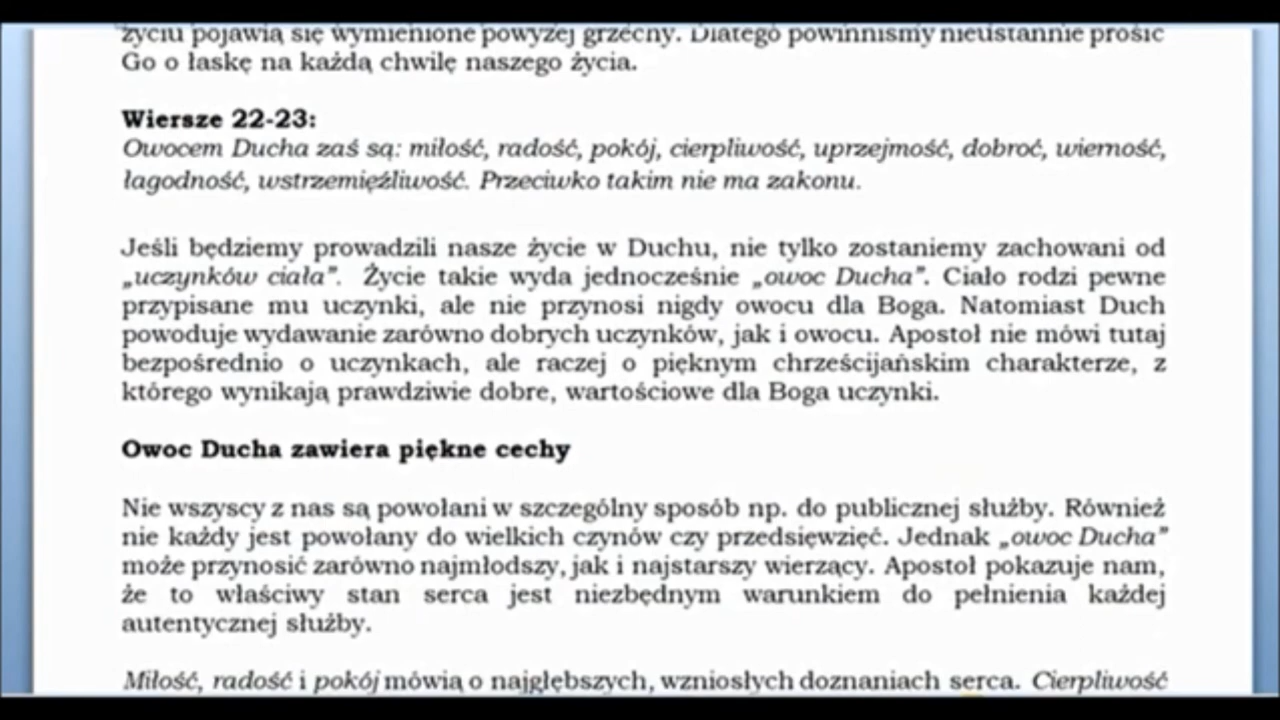 życiu pojawią się wymienione powyżej grzechy. Dlatego powinniśmy nieustannie prosić
Go o łaskę na każdą chwilę naszego życia.
Wiersze 22-23:
Owocem Ducha zaś są: miłość, radość, pokój, cierpliwość, uprzejmość, dobroć, wierność,
łagodność, wstrzemięźliwość. Przeciwko takim nie ma zakonu.
Jeśli będziemy prowadzili nasze życie w Duchu, nie tylko zostaniemy zachowani od
„uczynków ciała”. Życie takie wyda jednocześnie „owoc Ducha”. Ciało rodzi pewne
przypisane mu uczynki, ale nie przynosi nigdy owocu dla Boga. Natomiast Duch
powoduje wydawanie zarówno dobrych uczynków, jak i owocu. Apostoł nie mówi tutaj
bezpośrednio o uczynkach, ale raczej o pięknym chrześcijańskim charakterze, z
którego wynikają prawdziwie dobre, wartościowe dla Boga uczynki.
Owoc Ducha zawiera piękne cechy
Nie wszyscy z nas są powołani w szczególny sposób np. do publicznej służby. Również
nie każdy jest powołany do wielkich czynów czy przedsięwzięć. Jednak „owoc Ducha”
może przynosić zarówno najmłodszy, jak i najstarszy wierzący. Apostoł pokazuje nam,
że to właściwy stan serca jest niezbędnym warunkiem do pełnienia każdej
autentycznej służby.
Miłość, radość i pokój mówią o najgłębszych, wzniosłych doznaniach serca. Cierpliwość